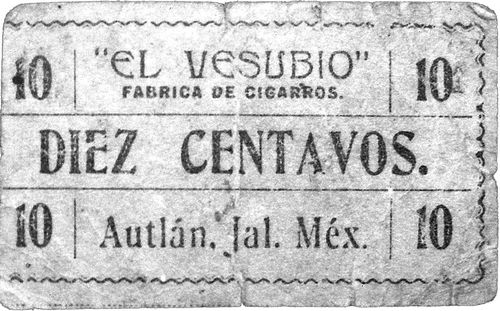 10 "EL VESUBIO" 10
FABRICA DE CIGARROS.
DIEZ CENTAVOS.
10 Autlán, Jal. Méx. 10